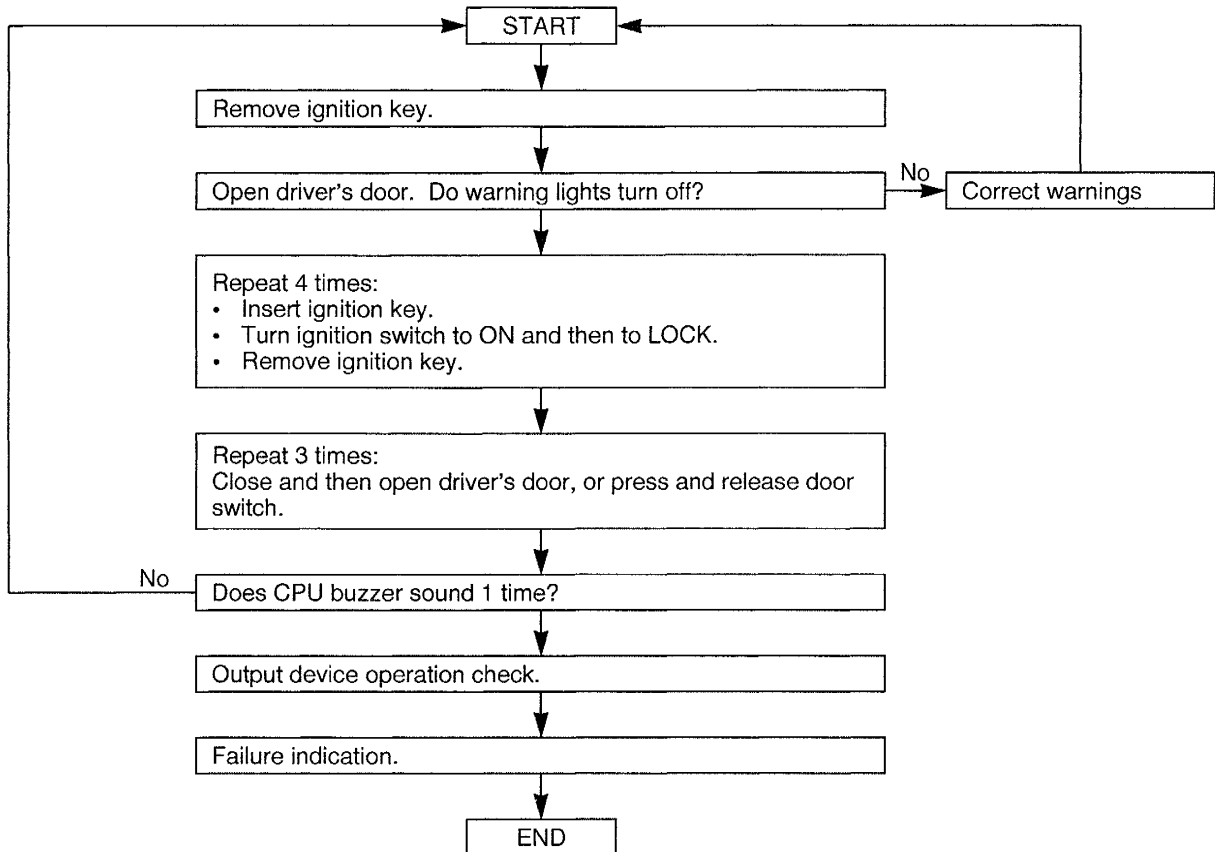 START
Remove ignition key.
Open driver's door. Do warning lights turn off?
No
Correct warnings
Repeat 4 times:
• Insert ignition key.
• Turn ignition switch to ON and then to LOCK.
• Remove ignition key.
Repeat 3 times:
Close and then open driver's door, or press and release door
switch.
No
Does CPU buzzer sound 1 time?
Output device operation check.
Failure indication.
END